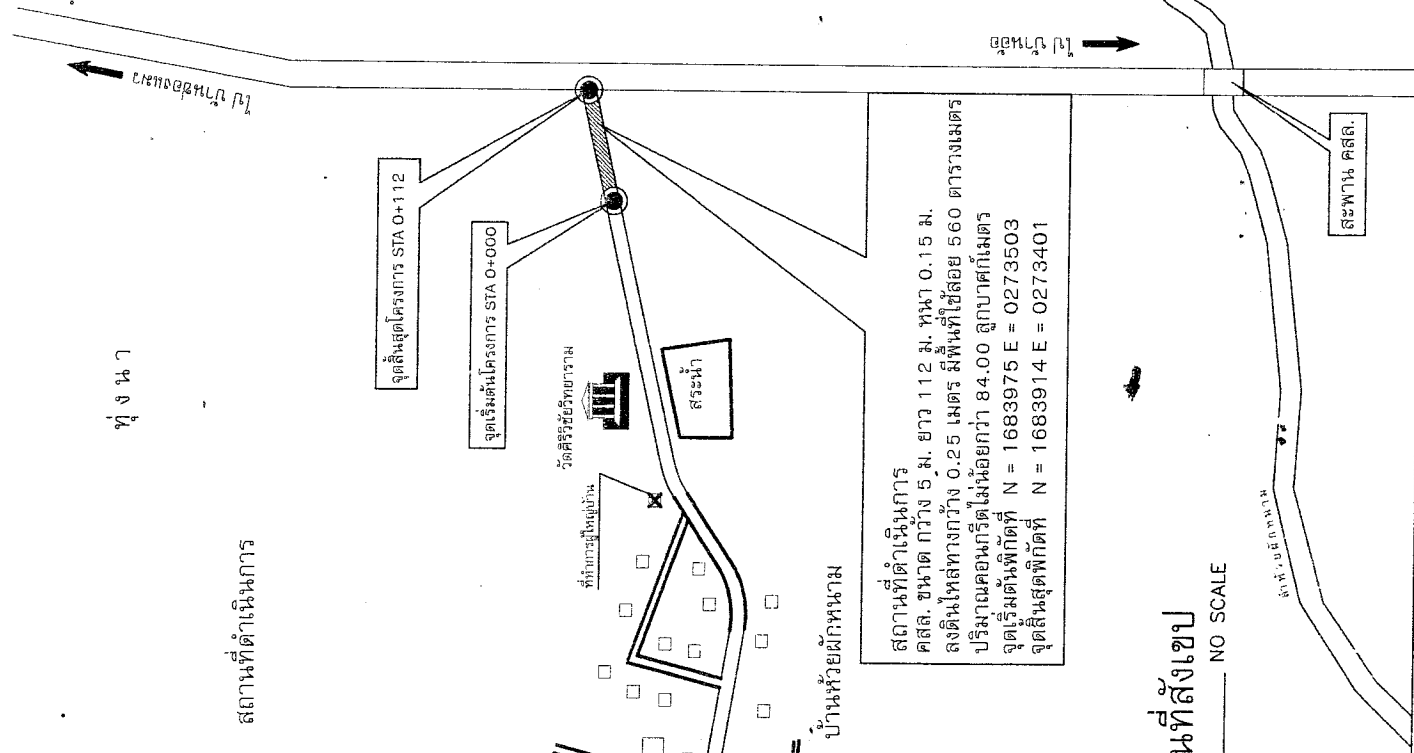 ไป บ้านซองแมว
ไป บ้านอ้อ
ทุ่งนา
สถานที่ดำเนินการ
จุดสิ้นสุดโครงการ STA 0+112
จุดเริ่มต้นโครงการ STA 0+000
วัดศิริวิชัยวิทยาราม
ที่ทำการผู้ใหญ่บ้าน
สระน้ำ
บ้านห้วยผักหนาม
สถานที่ดำเนินการ
คสล. ขนาด กว้าง 5 ม. ยาว 112 ม. หนา 0.15 ม.
ลงดินไหล่ทางกว้าง 0.25 เมตร มีพื้นที่ใช้สอย 560 ตารางเมตร
ปริมาณคอนกรีตไม่น้อยกว่า 84.00 ลูกบาศก์เมตร
จุดเริ่มต้นพิกัดที่ N = 1683975 E = 0273503
จุดสิ้นสุดพิกัดที่ N = 1683914 E = 0273401
สะพาน คสล.
ลำห้วยผักหนาม
นที่สังเขป
NO SCALE